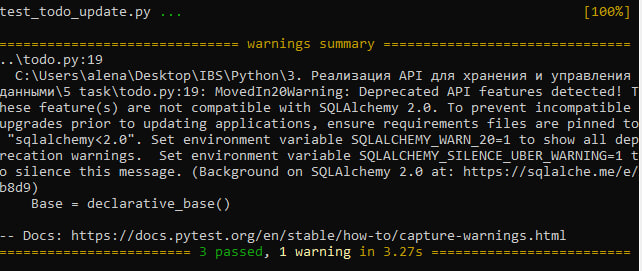 test_todo_update.py ... [100%]
============================ warnings summary =============================
..\todo.py:19
  C:\Users\alena\Desktop\IBS\Python\3. Реализация API для хранения и управления
данными\5 task\todo.py:19: MovedIn20Warning: Deprecated API features detected! T
hese feature(s) are not compatible with SQLAlchemy 2.0. To prevent incompatible
upgrades prior to updating applications, ensure requirements files are pinned to
 "sqlalchemy<2.0". Set environment variable SQLALCHEMY_WARN_20=1 to show all dep
recation warnings.  Set environment variable SQLALCHEMY_SILENCE_UBER_WARNING=1 t
o silence this message. (Background on SQLAlchemy 2.0 at: https://sqlalche.me/e/
b8d9)
    Base = declarative_base()

-- Docs: https://docs.pytest.org/en/stable/how-to/capture-warnings.html
======================= 3 passed, 1 warning in 3.27s =======================